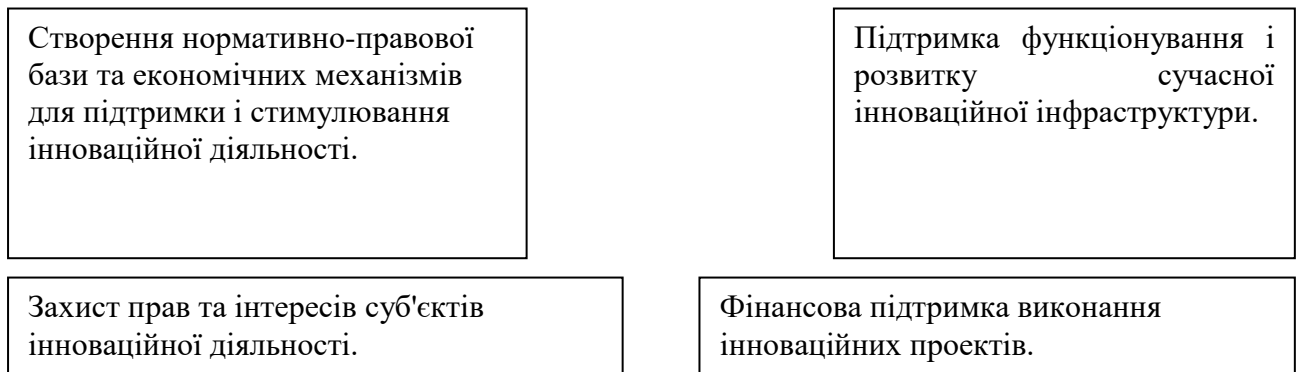 Створення нормативно-правової
бази та економічних механізмів
для підтримки і стимулювання
інноваційної діяльності.
Підтримка функціонування і
розвитку сучасної
інноваційної інфраструктури.
Захист прав та інтересів суб'єктів
інноваційної діяльності.
Фінансова підтримка виконання
інноваційних проектів.